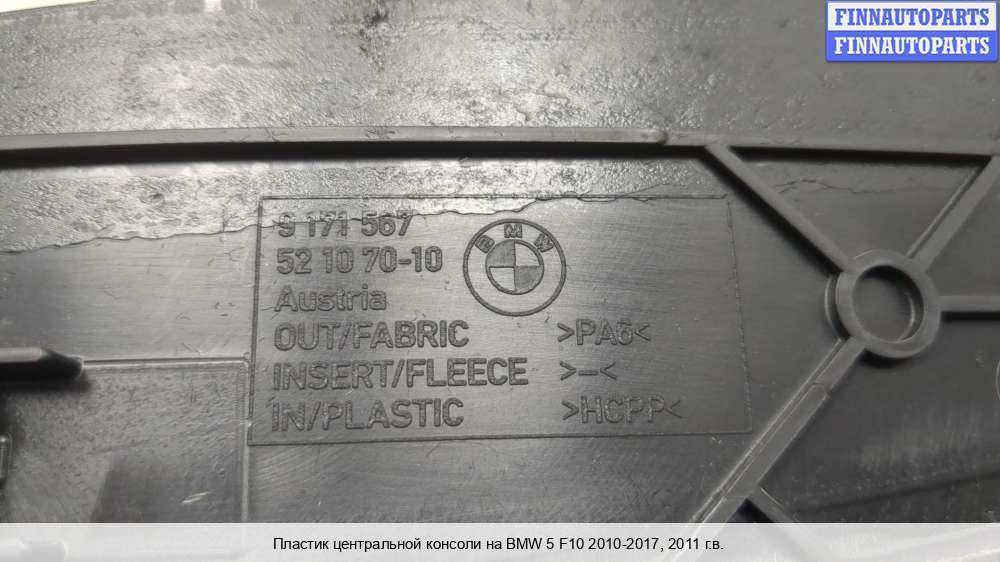 FINNAUTOPARTS
FINNAUTOPARTS
9 171 567
52 10 70-10
BMW
Austria
OUT/FABRIC >PA6<
INSERT/FLEECE >-<
IN/PLASTIC >HCPP<
Пластик центральной консоли на BMW 5 F10 2010-2017, 2011 г.в.